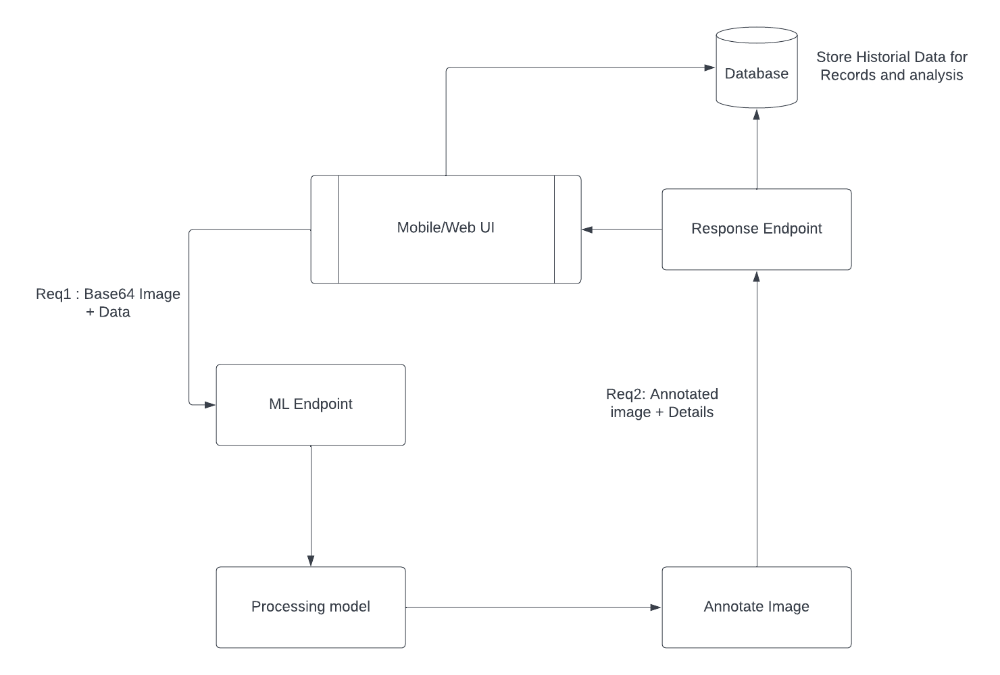 Database
Store Historial Data for
Records and analysis
Mobile/Web UI
Response Endpoint
Req1 : Base64 Image
+ Data
ML Endpoint
Req2: Annotated
image + Details
Processing model
Annotate Image